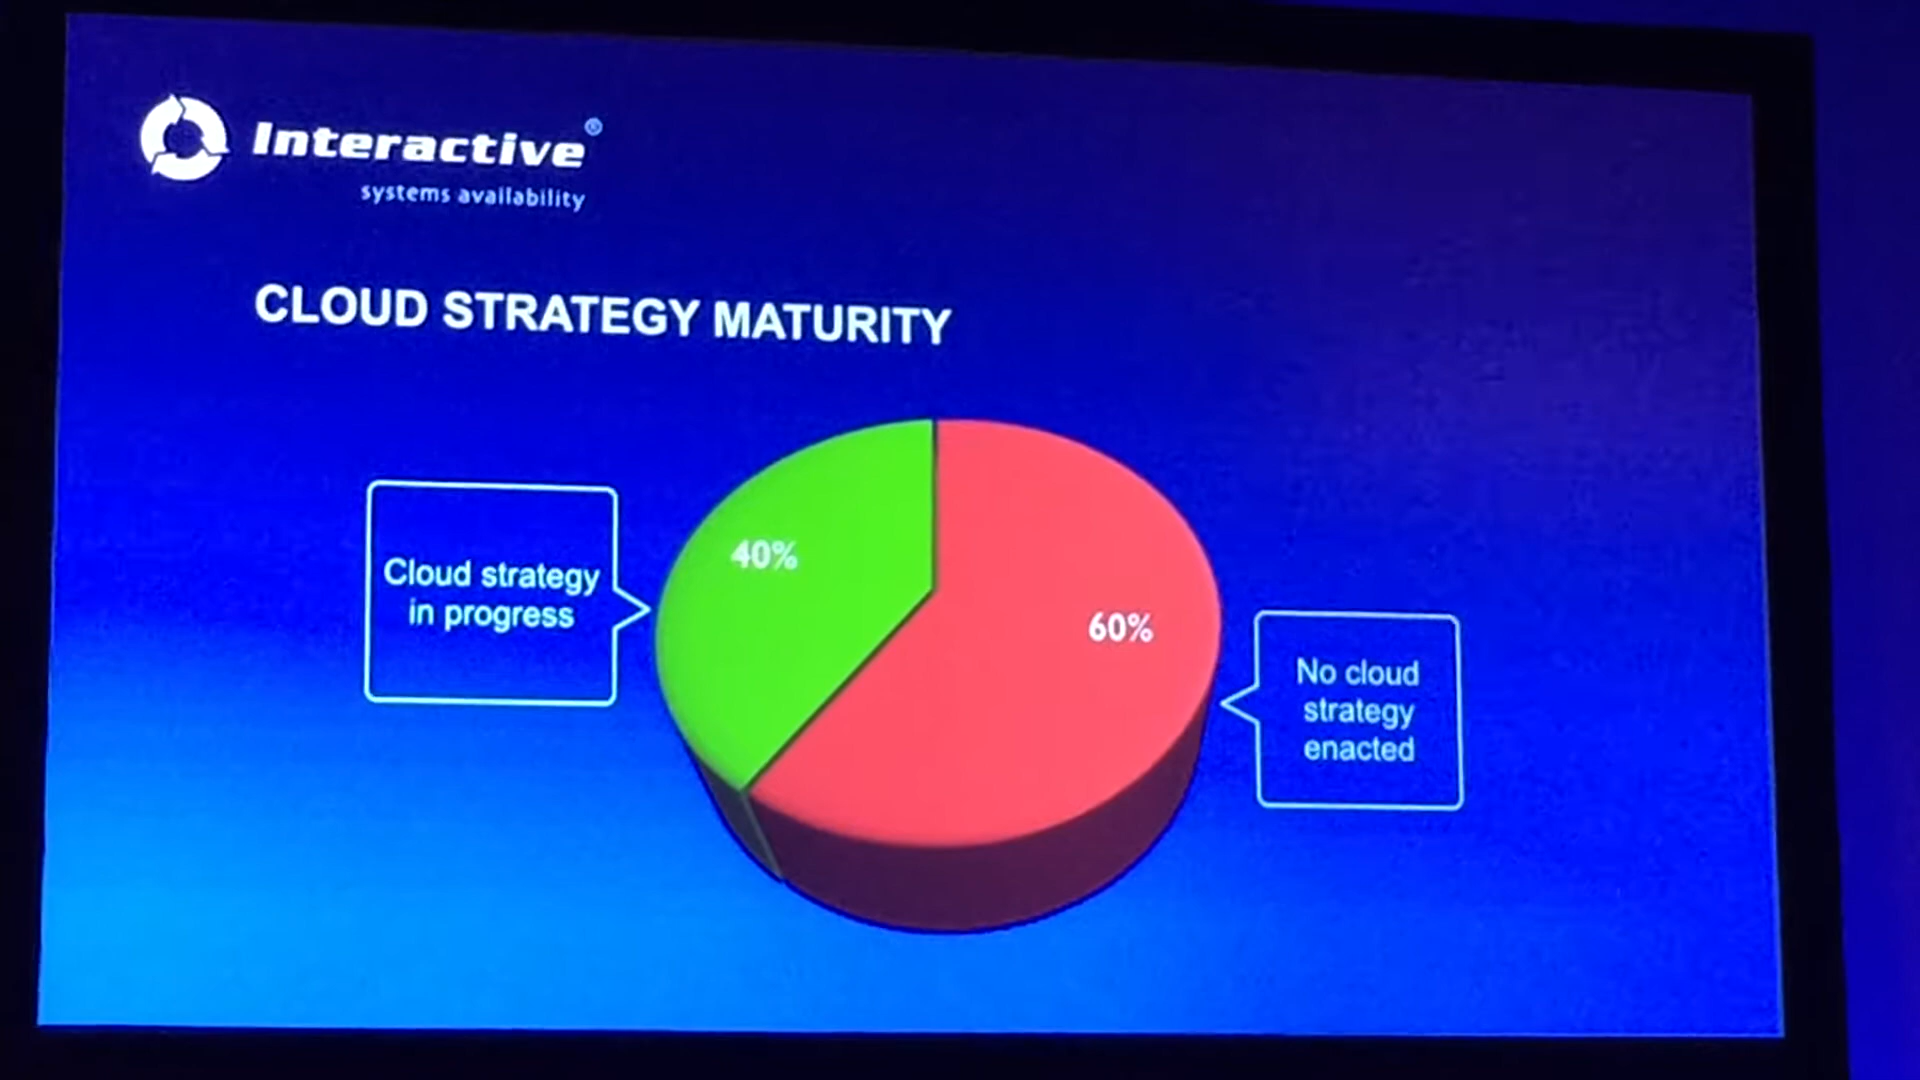 Interactive®
systems availability
CLOUD STRATEGY MATURITY
Cloud strategy
in progress
40%
60%
No cloud
strategy
enacted